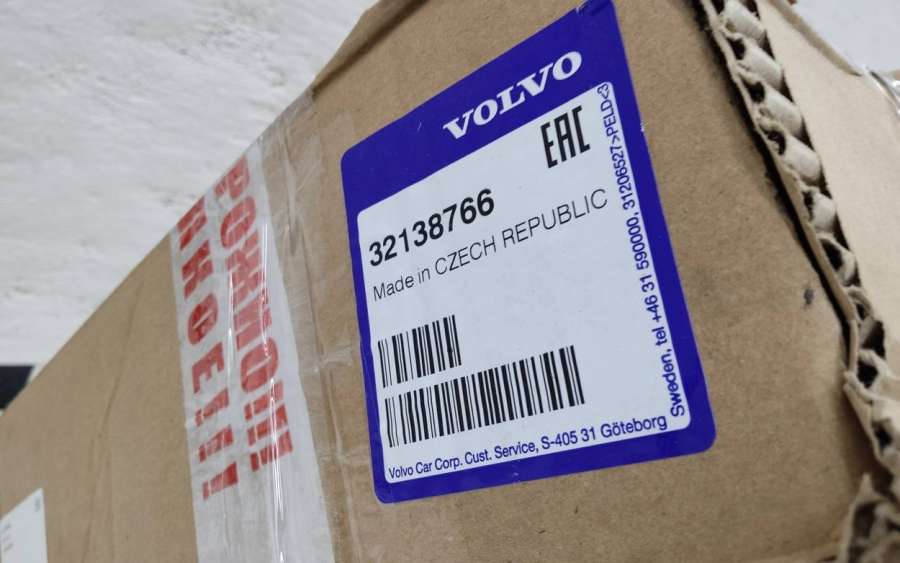 VOLVO
EAC
32138766
Made in CZECH REPUBLIC
Volvo Car Corp. Cust. Service, S-405 31 Göteborg
Sweden, tel +46 31 590000, 31206527>PELD<3